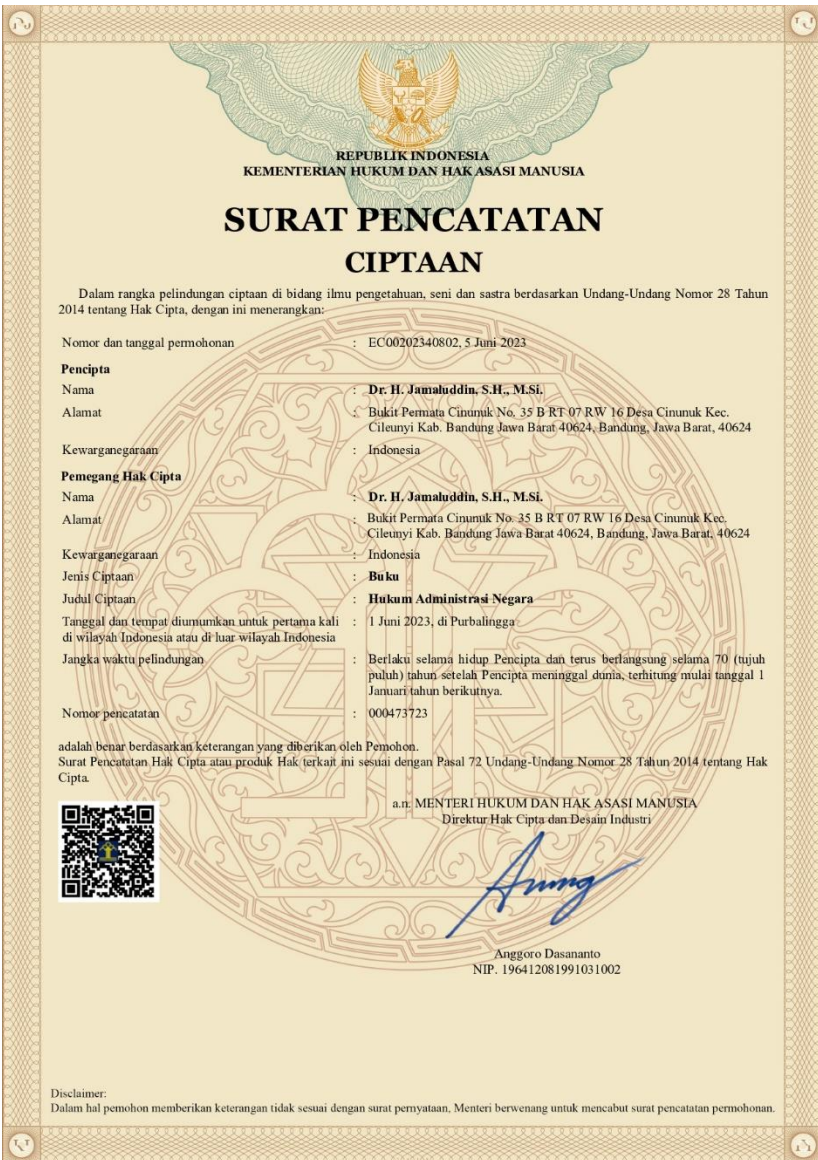 REPUBLIK INDONESIA
KEMENTERIAN HUKUM DAN HAK ASASI MANUSIA
SURAT PENCATATAN
CIPTAAN
Dalam rangka pelindungan ciptaan di bidang ilmu pengetahuan, seni dan sastra berdasarkan Undang-Undang Nomor 28 Tahun
2014 tentang Hak Cipta, dengan ini menerangkan:
Nomor dan tanggal permohonan : EC00202340802, 5 Juni 2023
Pencipta
Nama : Dr. H. Jamaluddin, S.H., M.Si.
Alamat : Bukit Permata Cinunuk No. 35 B RT 07 RW 16 Desa Cinunuk Kec.
Cileunyi Kab. Bandung Jawa Barat 40624, Bandung, Jawa Barat, 40624
Kewarganegaraan : Indonesia
Pemegang Hak Cipta
Nama : Dr. H. Jamaluddin, S.H., M.Si.
Alamat : Bukit Permata Cinunuk No. 35 B RT 07 RW 16 Desa Cinunuk Kec.
Cileunyi Kab. Bandung Jawa Barat 40624, Bandung, Jawa Barat, 40624
Kewarganegaraan : Indonesia
Jenis Ciptaan : Buku
Judul Ciptaan : Hukum Administrasi Negara
Tanggal dan tempat diumumkan untuk pertama kali : 1 Juni 2023, di Purbalingga
di wilayah Indonesia atau di luar wilayah Indonesia
Jangka waktu pelindungan : Berlaku selama hidup Pencipta dan terus berlangsung selama 70 (tujuh
puluh) tahun setelah Pencipta meninggal dunia, terhitung mulai tanggal 1
Januari tahun berikutnya.
Nomor pencatatan : 000473723
adalah benar berdasarkan keterangan yang diberikan oleh Pemohon.
Surat Pencatatan Hak Cipta atau produk Hak terkait ini sesuai dengan Pasal 72 Undang-Undang Nomor 28 Tahun 2014 tentang Hak
Cipta.
a.n. MENTERI HUKUM DAN HAK ASASI MANUSIA
Direktur Hak Cipta dan Desain Industri
Anggoro Dasananto
NIP. 196412081991031002
Disclaimer:
Dalam hal pemohon memberikan keterangan tidak sesuai dengan surat pernyataan, Menteri berwenang untuk mencabut surat pencatatan permohonan.